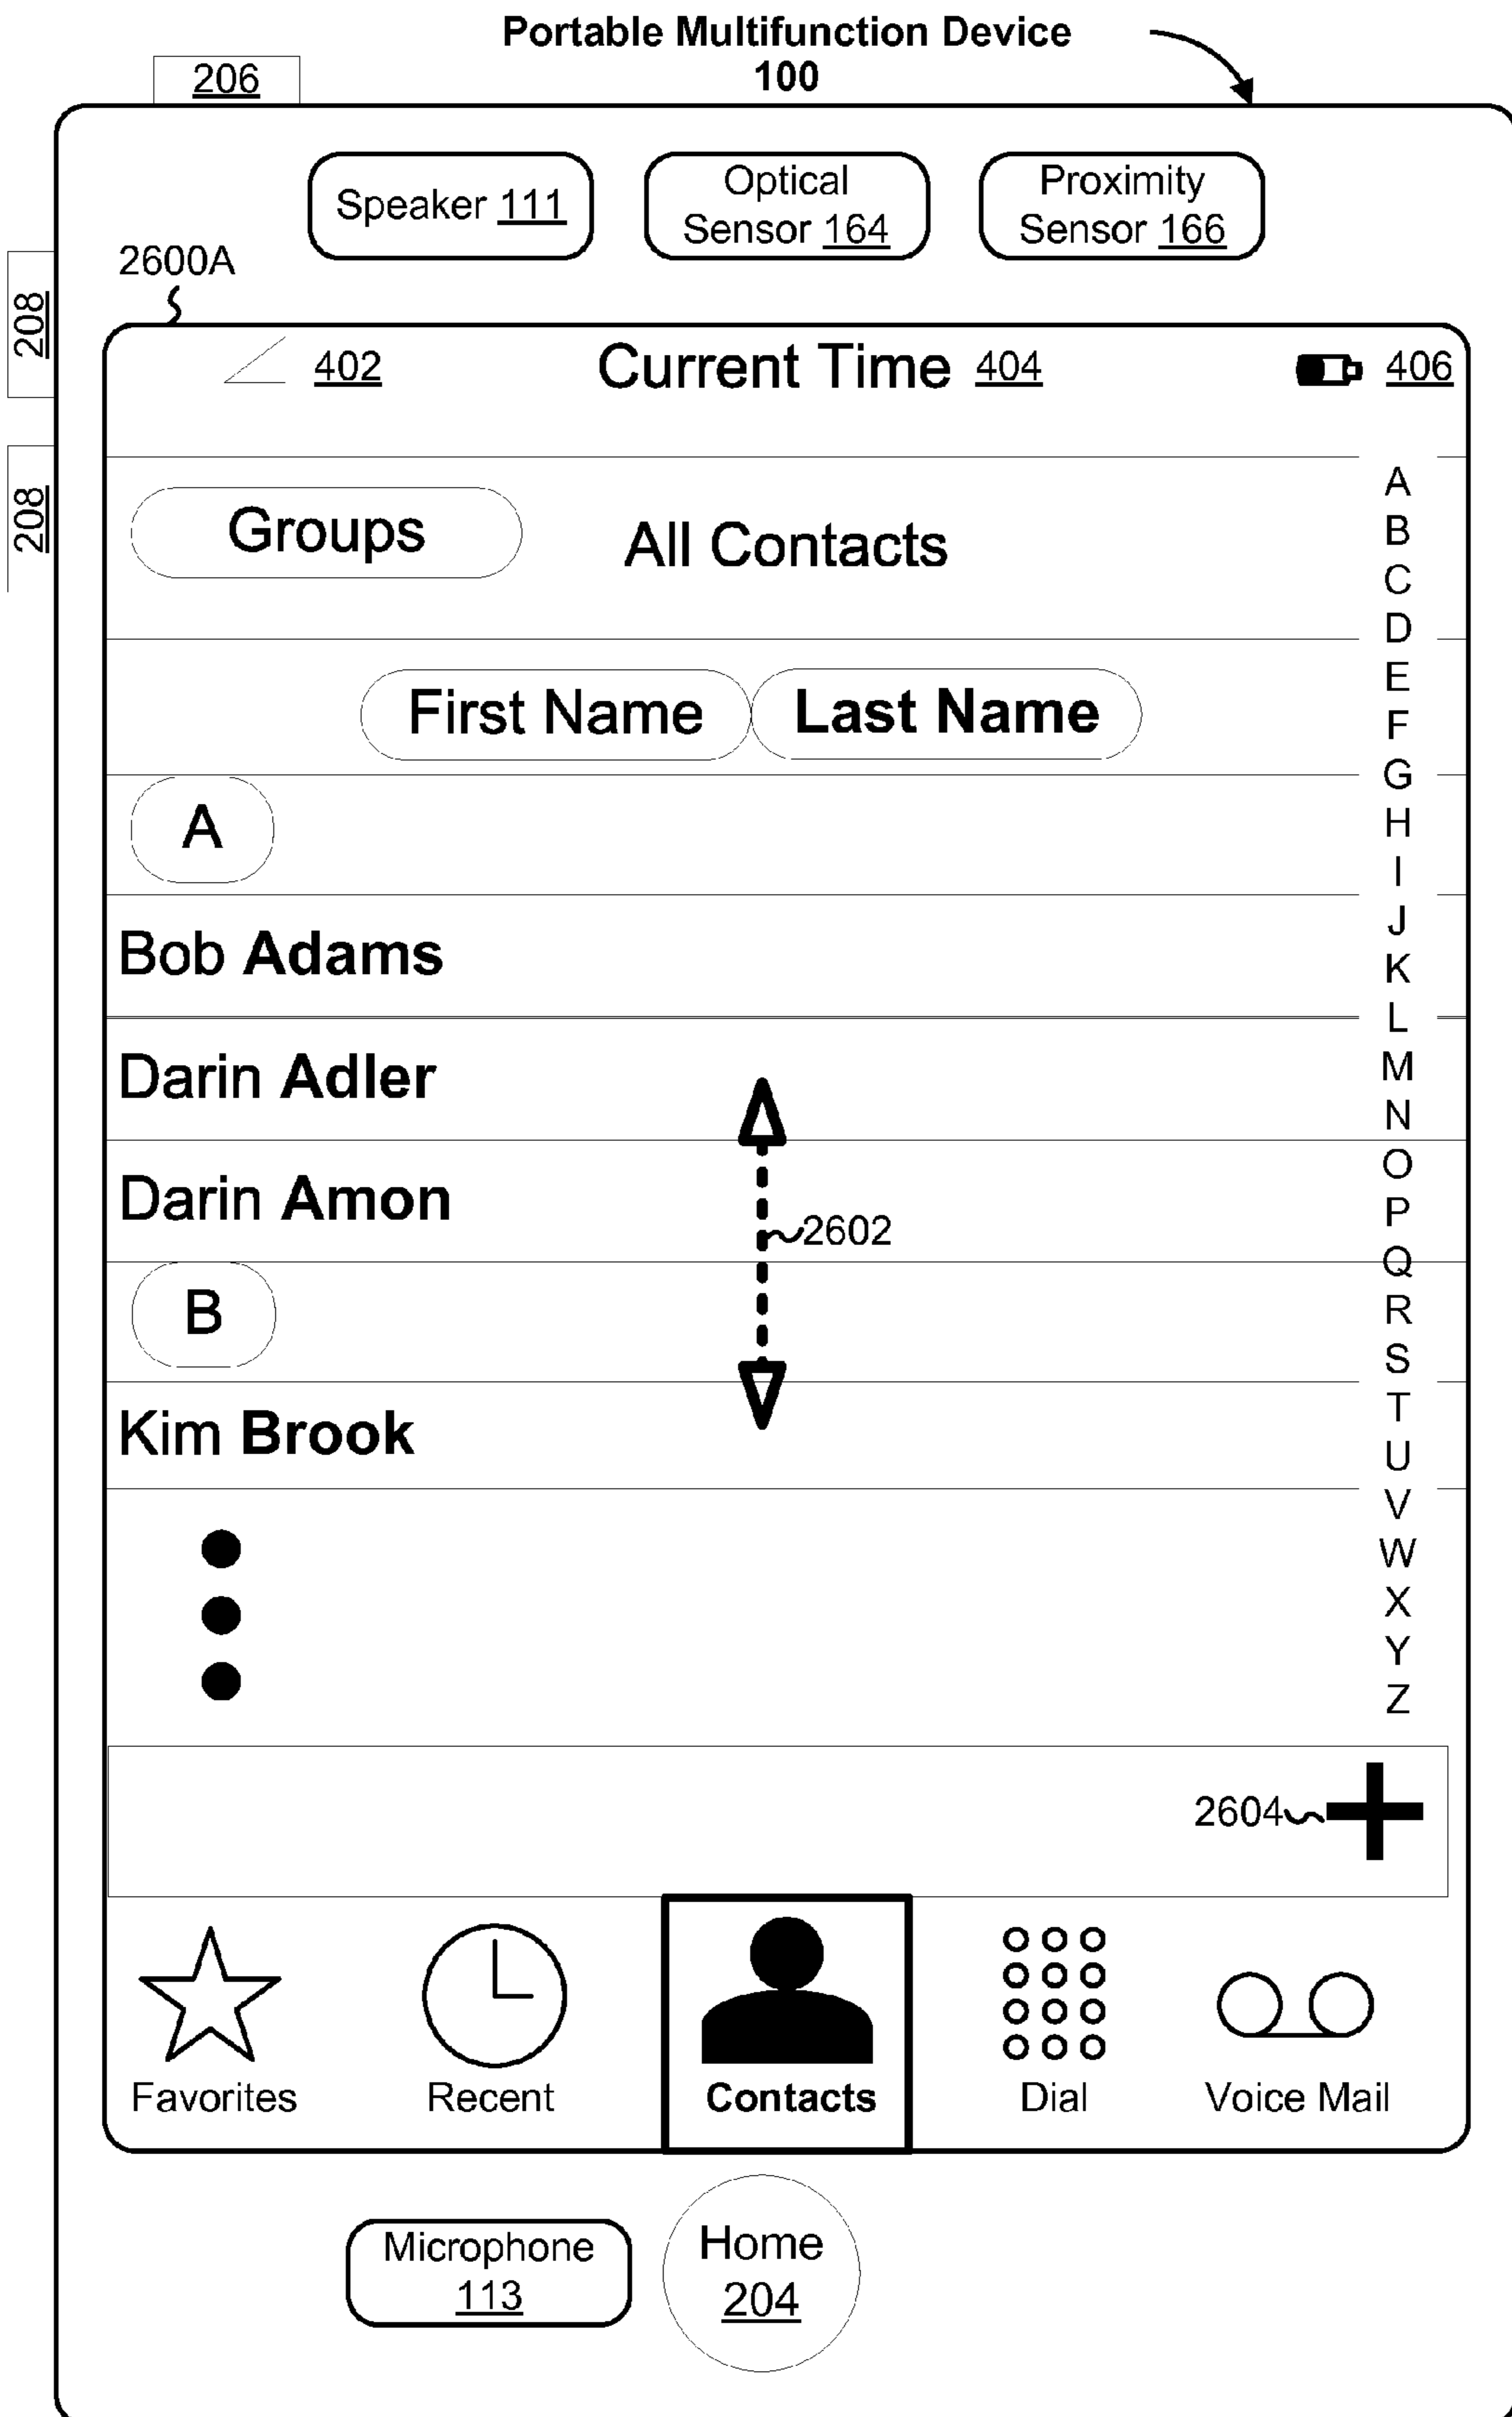 Portable Multifunction Device
100
206
Speaker 111
Optical
Sensor 164
Proximity
Sensor 166
2600A
208
208
402
Current Time 404
406
Groups
All Contacts
First Name
Last Name
A
Bob Adams
Darin Adler
Darin Amon
2602
B
Kim Brook
A
B
C
D
E
F
G
H
I
J
K
L
M
N
O
P
Q
R
S
T
U
V
W
X
Y
Z
2604
Favorites
Recent
Contacts
Dial
Voice Mail
Microphone
113
Home
204